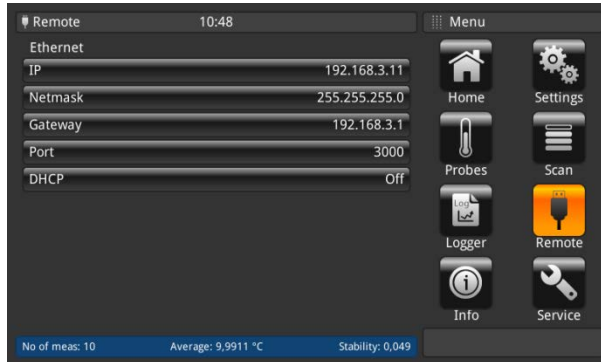 Remote 10:48
Ethernet
IP 192.168.3.11
Netmask 255.255.255.0
Gateway 192.168.3.1
Port 3000
DHCP Off
No of meas: 10 Average: 9,9911 °C Stability: 0,049
Menu
Home Settings
Probes Scan
Log
Logger Remote
Info Service